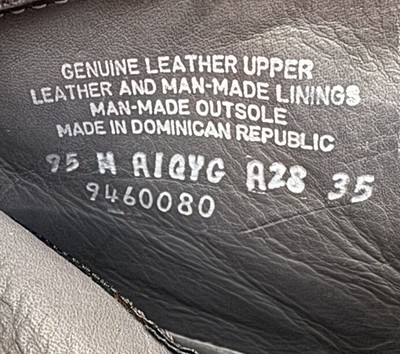 GENUINE LEATHER UPPER
LEATHER AND MAN-MADE LININGS
MAN-MADE OUTSOLE
MADE IN DOMINICAN REPUBLIC
95 M A1QYG A28 35
9460080